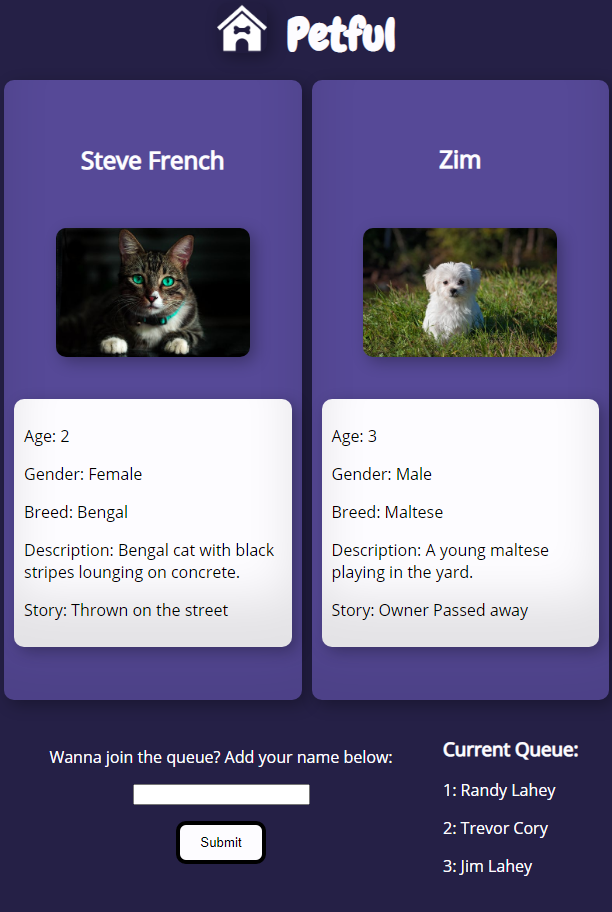 Petful
Steve French
Age: 2
Gender: Female
Breed: Bengal
Description: Bengal cat with black
stripes lounging on concrete.
Story: Thrown on the street
Zim
Age: 3
Gender: Male
Breed: Maltese
Description: A young maltese
playing in the yard.
Story: Owner Passed away
Wanna join the queue? Add your name below:
Submit
Current Queue:
1: Randy Lahey
2: Trevor Cory
3: Jim Lahey